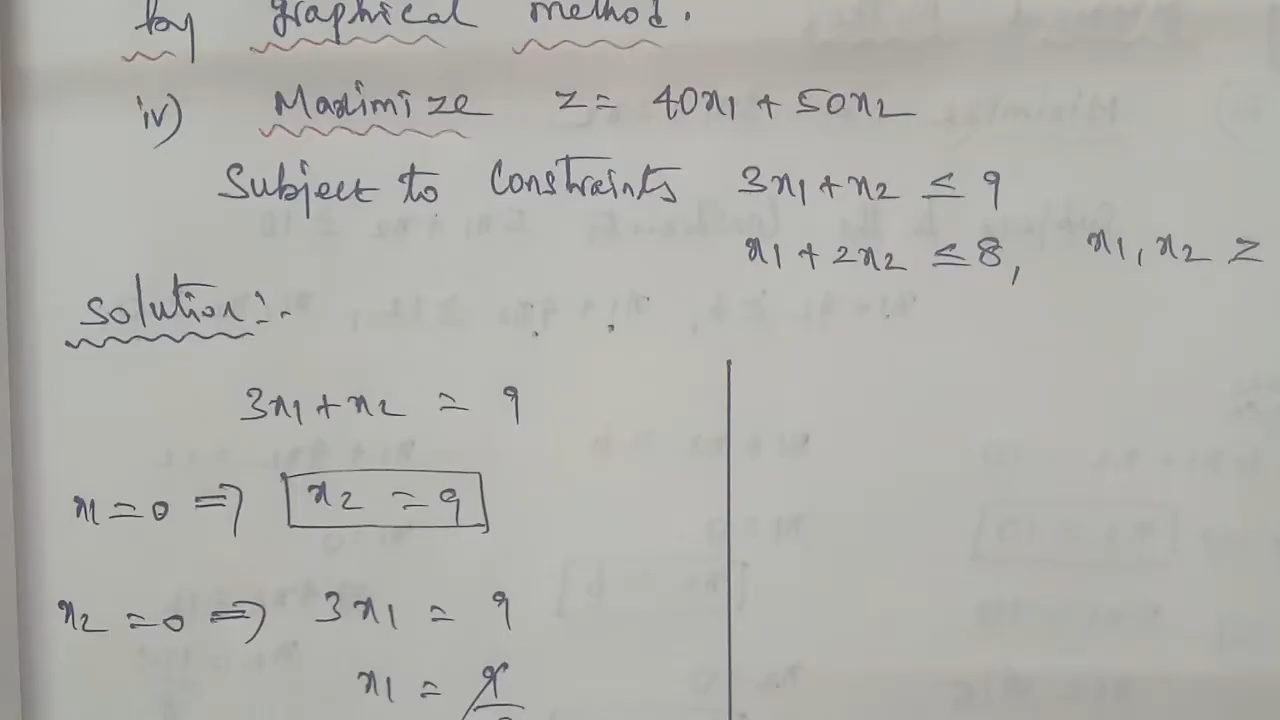 by graphical method.
iv) Maximize z = 40x1 + 50x2
Subject to constraints 3x1 + x2 ≤ 9
x1 + 2x2 ≤ 8, x1, x2 ≥
Solution:-
3x1 + x2 = 9
x1 = 0 ⇒ x2 = 9
x2 = 0 ⇒ 3x1 = 9
x1 = 9